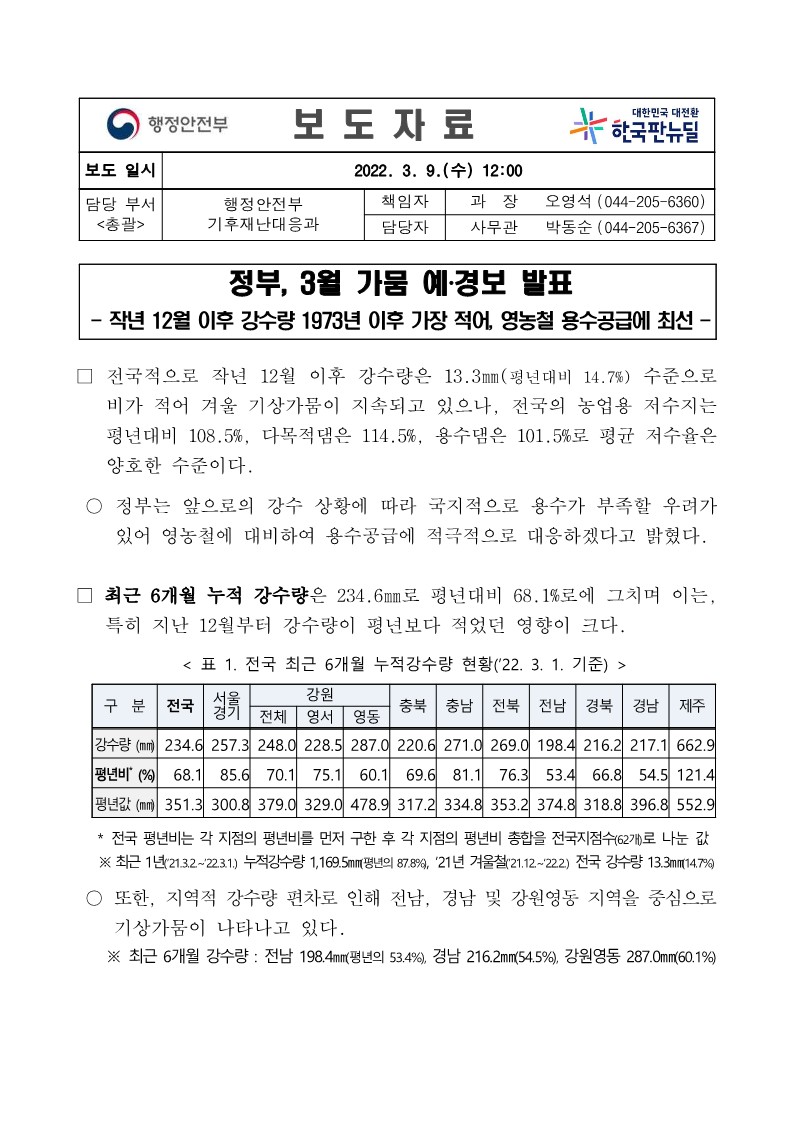 행정안전부
보 도 자 료
대한민국 대전환
한국판뉴딜
보도 일시
2022. 3. 9.(수) 12:00
담당 부서
<총괄>
행정안전부
기후재난대응과
책임자 과 장 오영석 (044-205-6360)
담당자 사무관 박동순 (044-205-6367)
정부, 3월 가뭄 예·경보 발표
- 작년 12월 이후 강수량 1973년 이후 가장 적어, 영농철 용수공급에 최선 -
□ 전국적으로 작년 12월 이후 강수량은 13.3㎜(평년대비 14.7%) 수준으로
비가 적어 겨울 기상가뭄이 지속되고 있으나, 전국의 농업용 저수지는
평년대비 108.5%, 다목적댐은 114.5%, 용수댐은 101.5%로 평균 저수율은
양호한 수준이다.
○ 정부는 앞으로의 강수 상황에 따라 국지적으로 용수가 부족할 우려가
있어 영농철에 대비하여 용수공급에 적극적으로 대응하겠다고 밝혔다.
□ 최근 6개월 누적 강수량은 234.6㎜로 평년대비 68.1%로에 그치며 이는,
특히 지난 12월부터 강수량이 평년보다 적었던 영향이 크다.
< 표 1. 전국 최근 6개월 누적강수량 현황('22. 3. 1. 기준) >
구 분 전국 서울 경기 강원 충북 충남 전북 전남 경북 경남 제주
전체 영서 영동
강수량 (㎜) 234.6 257.3 248.0 228.5 287.0 220.6 271.0 269.0 198.4 216.2 217.1 662.9
평년비* (%) 68.1 85.6 70.1 75.1 60.1 69.6 81.1 76.3 53.4 66.8 54.5 121.4
평년값 (㎜) 351.3 300.8 379.0 329.0 478.9 317.2 334.8 353.2 374.8 318.8 396.8 552.9
* 전국 평년비는 각 지점의 평년비를 먼저 구한 후 각 지점의 평년비 총합을 전국지점수(62개)로 나눈 값
※ 최근 1년('21.3.2.~'22.3.1.) 누적강수량 1,169.5㎜(평년의 87.8%), '21년 겨울철('21.12.~'22.2.) 전국 강수량 13.3㎜(14.7%)
○ 또한, 지역적 강수량 편차로 인해 전남, 경남 및 강원영동 지역을 중심으로
기상가뭄이 나타나고 있다.
※ 최근 6개월 강수량 : 전남 198.4㎜(평년의 53.4%), 경남 216.2㎜(54.5%), 강원영동 287.0㎜(60.1%)